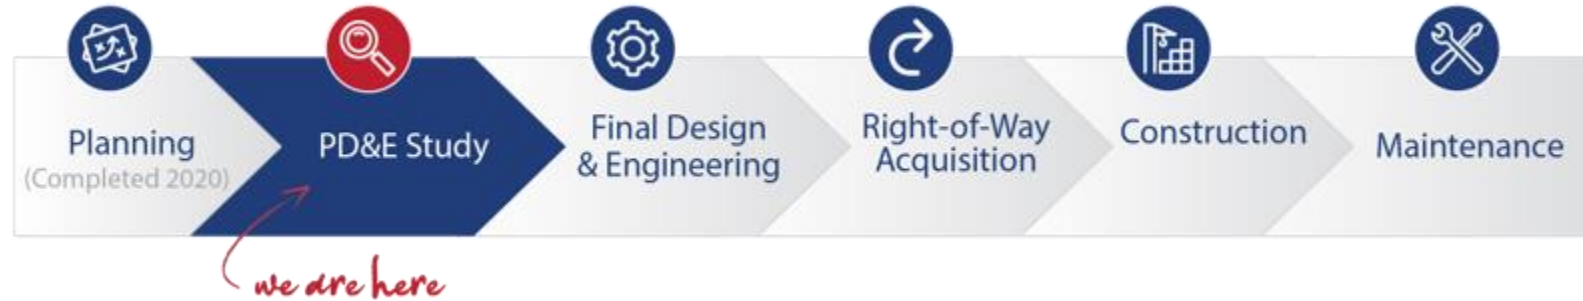 Planning
(Completed 2020)
PD&E Study
Final Design
& Engineering
Right-of-Way
Acquisition
Construction
Maintenance
we are here